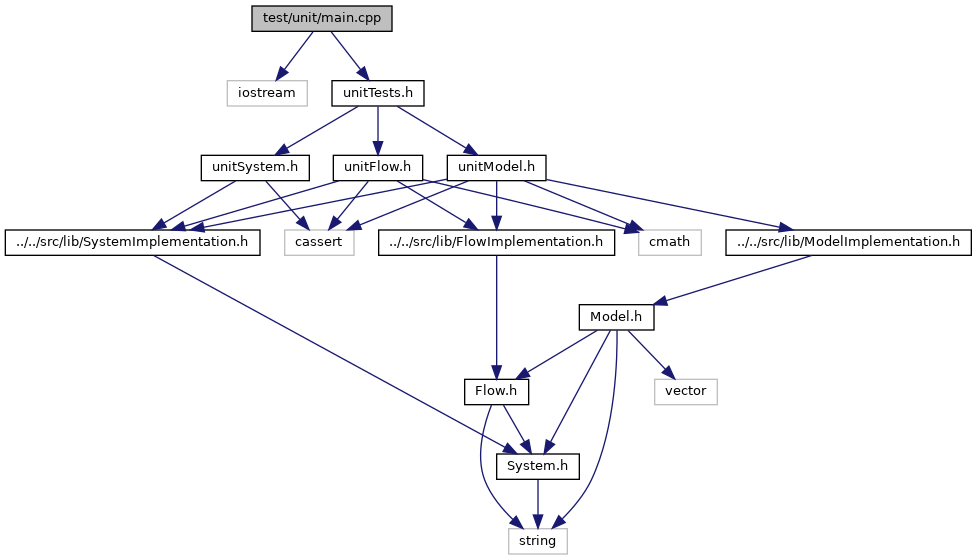 test/unit/main.cpp
iostream
unitTests.h
unitSystem.h
unitFlow.h
unitModel.h
../../src/lib/SystemImplementation.h
cassert
../../src/lib/FlowImplementation.h
cmath
../../src/lib/ModelImplementation.h
Model.h
Flow.h
vector
System.h
string